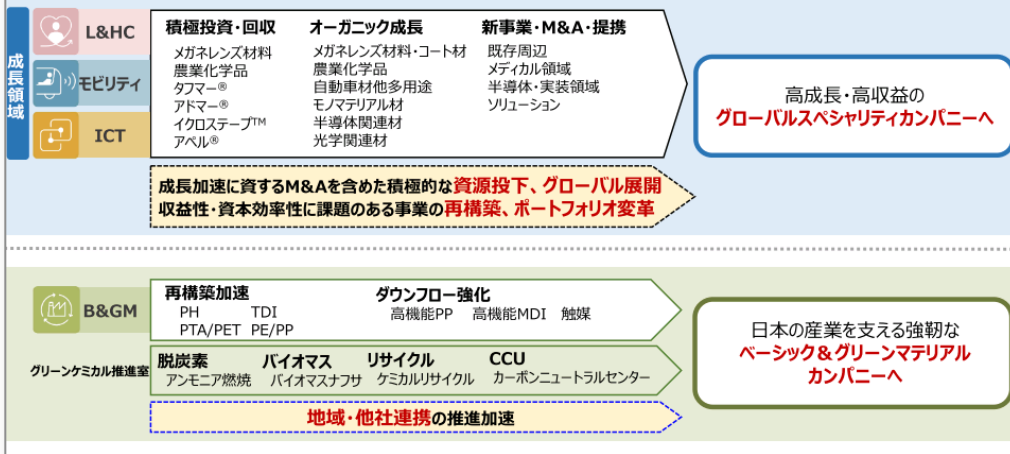 成長領域
L&HC
モビリティ
ICT
積極投資・回収
メガネレンズ材料
農業化学品
タフマー®
アドマー®
イクロステープ™
アペル®
オーガニック成長
メガネレンズ材料・コート材
農業化学品
自動車材他多用途
モノマテリアル材
半導体関連材
光学関連材
新事業・M&A・提携
既存周辺
メディカル領域
半導体・実装領域
ソリューション
成長加速に資するM&Aを含めた積極的な資源投下、グローバル展開
収益性・資本効率性に課題のある事業の再構築、ポートフォリオ変革
高成長・高収益の
グローバルスペシャリティカンパニーへ
B&GM
再構築加速
PH TDI
PTA/PET PE/PP
ダウンフロー強化
高機能PP 高機能MDI 触媒
グリーンケミカル推進室
脱炭素
アンモニア燃焼
バイオマス
バイオマスナフサ
リサイクル
ケミカルリサイクル
CCU
カーボンニュートラルセンター
地域・他社連携の推進加速
日本の産業を支える強靭な
ベーシック&グリーンマテリアル
カンパニーへ